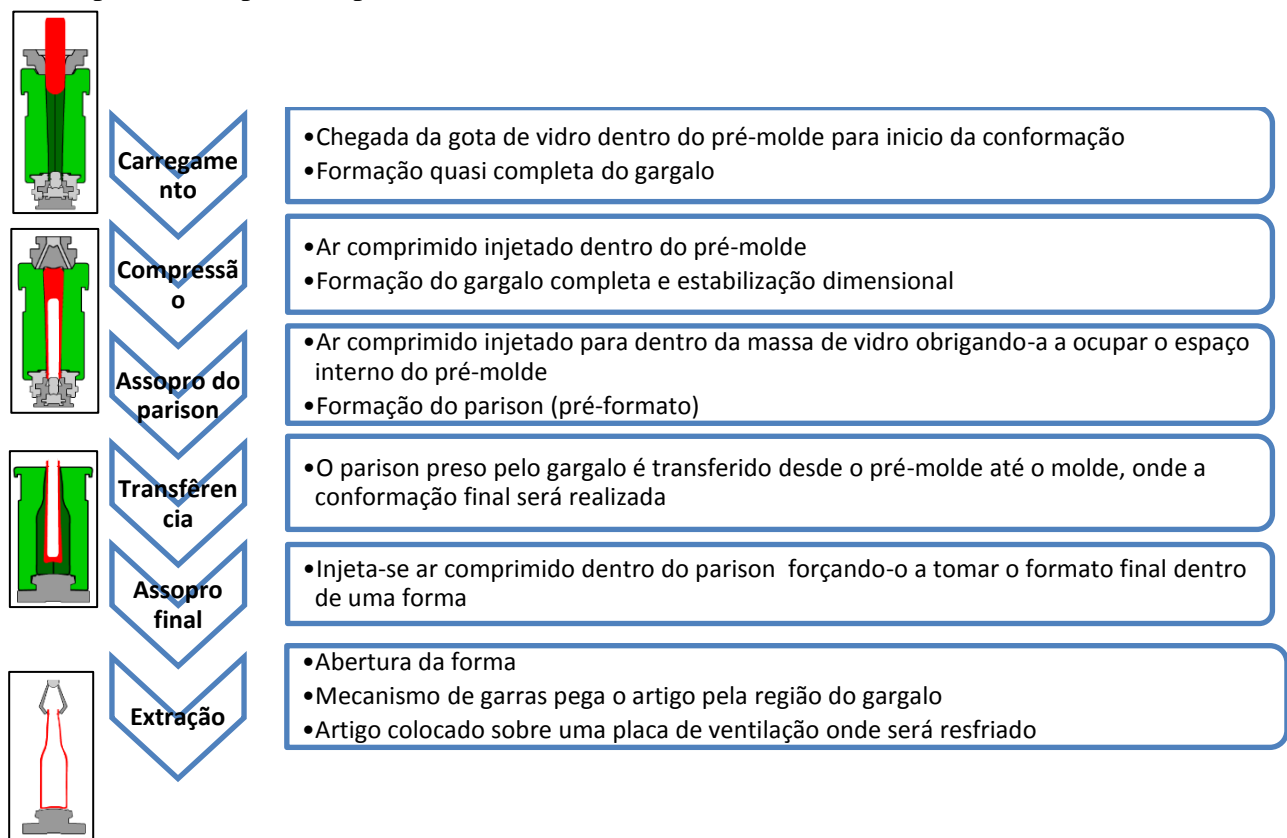 Carregame
nto
•Chegada da gota de vidro dentro do pré-molde para inicio da conformação
•Formação quasi completa do gargalo
Compressã
o
•Ar comprimido injetado dentro do pré-molde
•Formação do gargalo completa e estabilização dimensional
Assopro do
parison
•Ar comprimido injetado para dentro da massa de vidro obrigando-a a ocupar o espaço
interno do pré-molde
•Formação do parison (pré-formato)
Transfêren
cia
•O parison preso pelo gargalo é transferido desde o pré-molde até o molde, onde a
conformação final será realizada
Assopro
final
•Injeta-se ar comprimido dentro do parison  forçando-o a tomar o formato final dentro
de uma forma
Extração
•Abertura da forma
•Mecanismo de garras pega o artigo pela região do gargalo
•Artigo colocado sobre uma placa de ventilação onde será resfriado